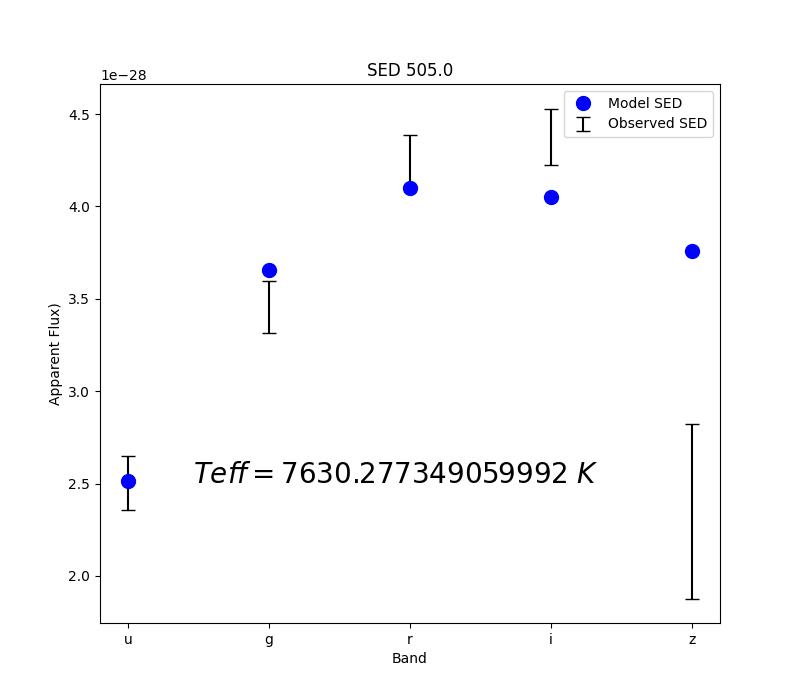 SED 505.0
1e−28
Model SED
Observed SED
4.5
4.0
3.5
3.0
2.5
2.0
Apparent Flux)
Teff = 7630.277349059992 K
u g r i z
Band